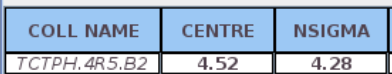 COLL NAME CENTRE NSIGMA
TCTPH.4R5.B2 4.52 4.28